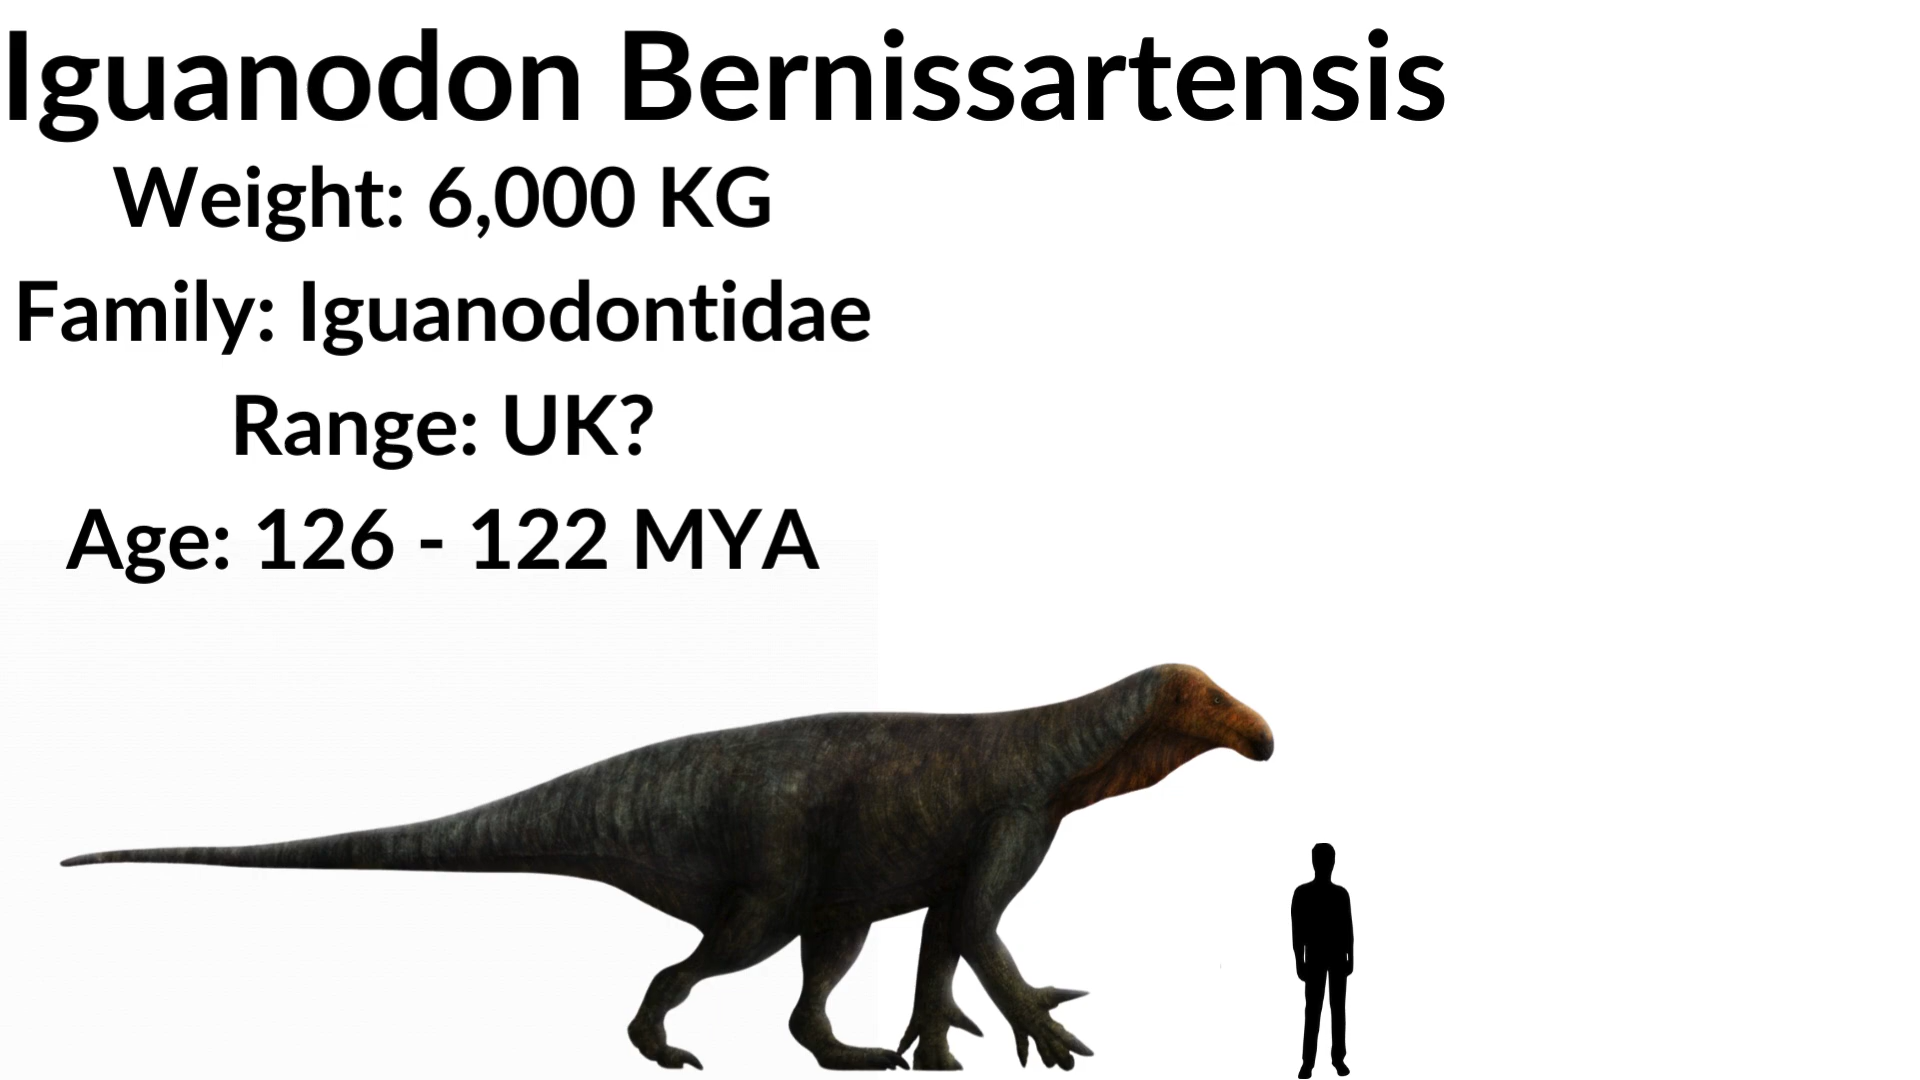 Iguanodon Bernissartensis
Weight: 6,000 KG
Family: Iguanodontidae
Range: UK?
Age: 126 - 122 MYA